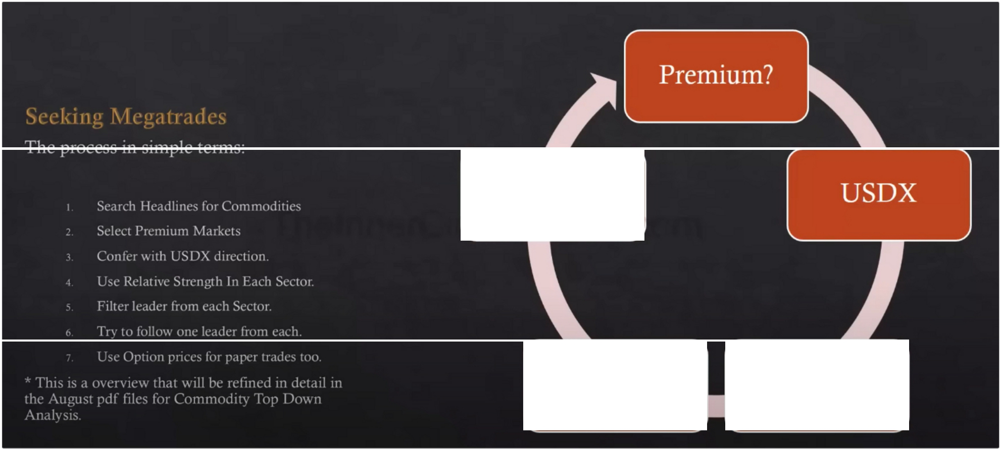 Premium?
Seeking Megatrades
The process in simple terms:
USDX
1. Search Headlines for Commodities
2. Select Premium Markets
3. Confer with USDX direction.
4. Use Relative Strength In Each Sector.
5. Filter leader from each Sector.
6. Try to follow one leader from each.
7. Use Option prices for paper trades too.
* This is a overview that will be refined in detail in
the August pdf files for Commodity Top Down
Analysis.